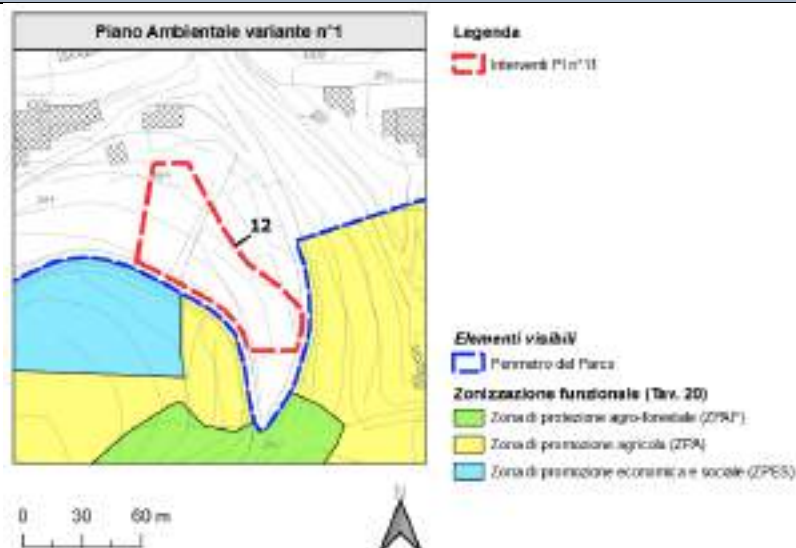 Piano Ambientale variante n°1
12
Legenda
Interventi PI n°11
Elementi visibili
Perimetro del Parco
Zonizzazione funzionale (Tav. 20)
Zona di protezione agro-forestale (ZPAF)
Zona di promozione agricola (ZPA)
Zona di promozione economica e sociale (ZPES)
0 30 60 m
N